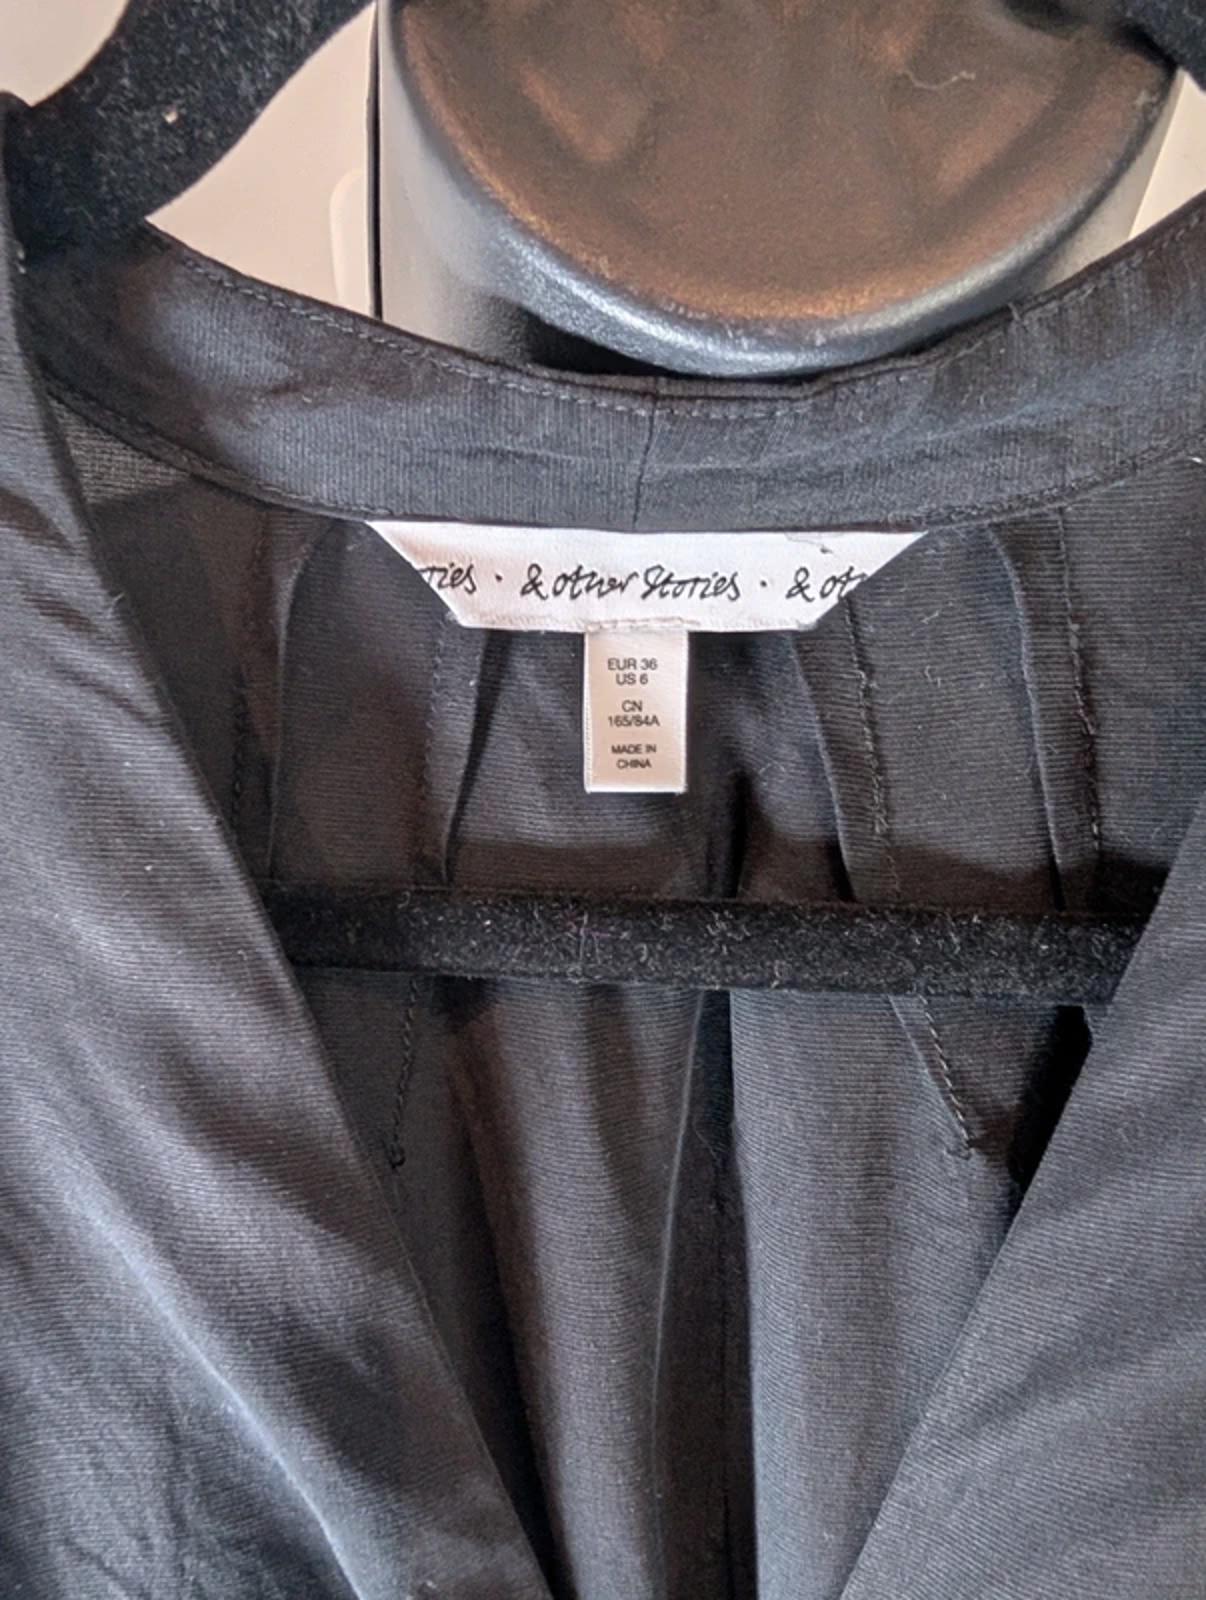 ries · & other Stories · & ot
EUR 36
US 6
CN
165/84A
MADE IN
CHINA